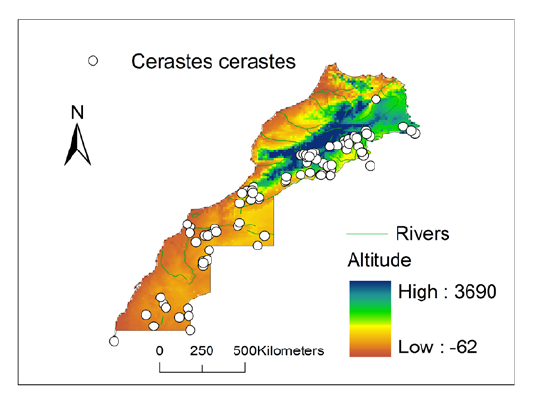 Cerastes cerastes
N
Rivers
Altitude
High : 3690
Low : -62
0 250 500Kilometers